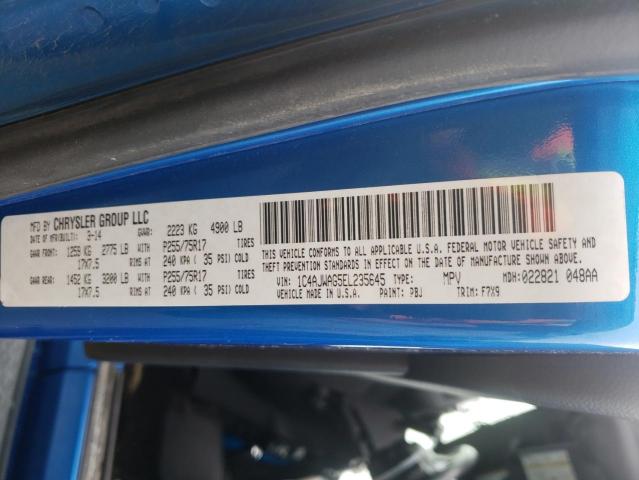 MFD BY CHRYSLER GROUP LLC
DATE OF MFR(BUILT): 3-14 GVWR: 2223 KG 4900 LB
GAWR FRONT: 1259 KG 2775 LB WITH P255/75R17 TIRES
17X7.5 RIMS AT 240 KPA ( 35 PSI) COLD
GAWR REAR: 1452 KG 3200 LB WITH P255/75R17 TIRES
17X7.5 RIMS AT 240 KPA ( 35 PSI) COLD
THIS VEHICLE CONFORMS TO ALL APPLICABLE U.S.A. FEDERAL MOTOR VEHICLE SAFETY AND
THEFT PREVENTION STANDARDS IN EFFECT ON THE DATE OF MANUFACTURE SHOWN ABOVE.
VIN: 1C4AJWAG5EL235645 TYPE: MPV MDH: 022821 048AA
VEHICLE MADE IN U.S.A. PAINT: PBJ TRIM: F7X9